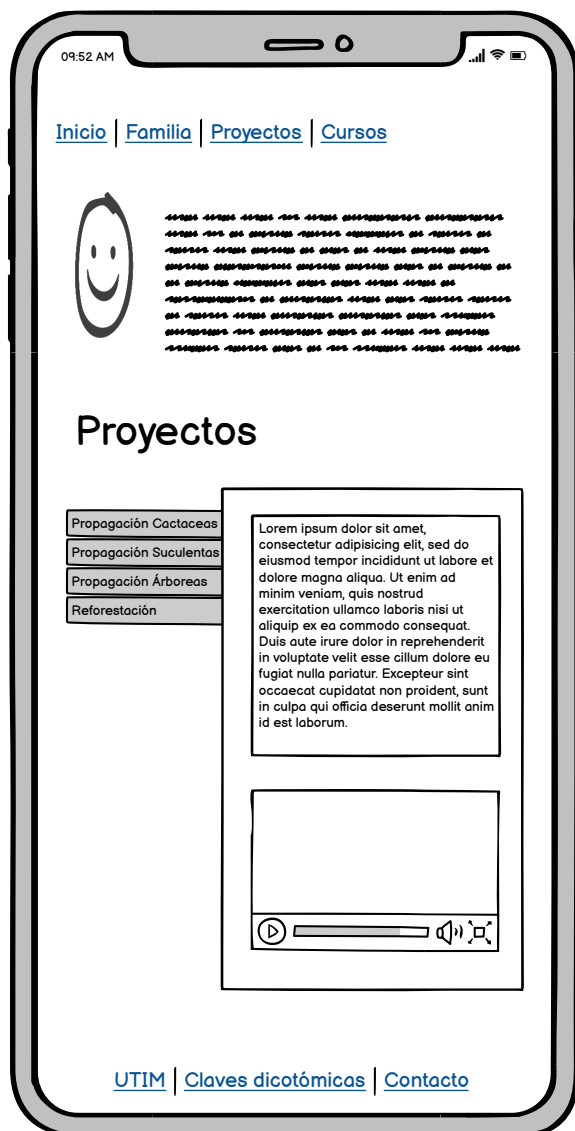 09:52 AM
Inicio | Familia | Proyectos | Cursos
Proyectos
Propagación Cactaceas
Propagación Suculentas
Propagación Árboreas
Reforestación
Lorem ipsum dolor sit amet,
consectetur adipisicing elit, sed do
eiusmod tempor incididunt ut labore et
dolore magna aliqua. Ut enim ad
minim veniam, quis nostrud
exercitation ullamco laboris nisi ut
aliquip ex ea commodo consequat.
Duis aute irure dolor in reprehenderit
in voluptate velit esse cillum dolore eu
fugiat nulla pariatur. Excepteur sint
occaecat cupidatat non proident, sunt
in culpa qui officia deserunt mollit anim
id est laborum.
UTIM | Claves dicotómicas | Contacto